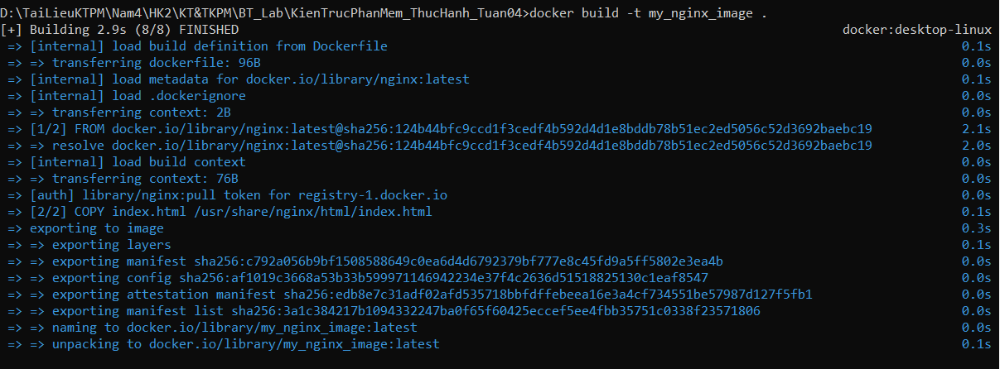 D:\TaiLieuKTPM\Nam4\HK2\KT&TKPM\BT_Lab\KienTrucPhanMem_ThucHanh_Tuan04>docker build -t my_nginx_image .
[+] Building 2.9s (8/8) FINISHED docker:desktop-linux
=> [internal] load build definition from Dockerfile 0.1s
=> => transferring dockerfile: 96B 0.0s
=> [internal] load metadata for docker.io/library/nginx:latest 0.1s
=> [internal] load .dockerignore 0.0s
=> => transferring context: 2B 0.0s
=> [1/2] FROM docker.io/library/nginx:latest@sha256:124b44bfc9ccd1f3cedf4b592d4d1e8bddb78b51ec2ed5056c52d3692baebc19 2.1s
=> => resolve docker.io/library/nginx:latest@sha256:124b44bfc9ccd1f3cedf4b592d4d1e8bddb78b51ec2ed5056c52d3692baebc19 2.0s
=> [internal] load build context 0.0s
=> => transferring context: 76B 0.0s
=> [auth] library/nginx:pull token for registry-1.docker.io 0.0s
=> [2/2] COPY index.html /usr/share/nginx/html/index.html 0.1s
=> exporting to image 0.3s
=> => exporting layers 0.1s
=> => exporting manifest sha256:c792a056b9bf1508588649c0ea6d4d6792379bf777e8c45fd9a5ff5802e3ea4b 0.0s
=> => exporting config sha256:af1019c3668a53b33b599971146942234e37f4c2636d51518825130c1eaf8547 0.0s
=> => exporting attestation manifest sha256:edb8e7c31adf02afd535718bbfdffebeea16e3a4cf734551be57987d127f5fb1 0.0s
=> => exporting manifest list sha256:3a1c384217b1094332247ba0f65f60425eccef5ee4fbb35751c0338f23571806 0.0s
=> => naming to docker.io/library/my_nginx_image:latest 0.0s
=> => unpacking to docker.io/library/my_nginx_image:latest 0.1s